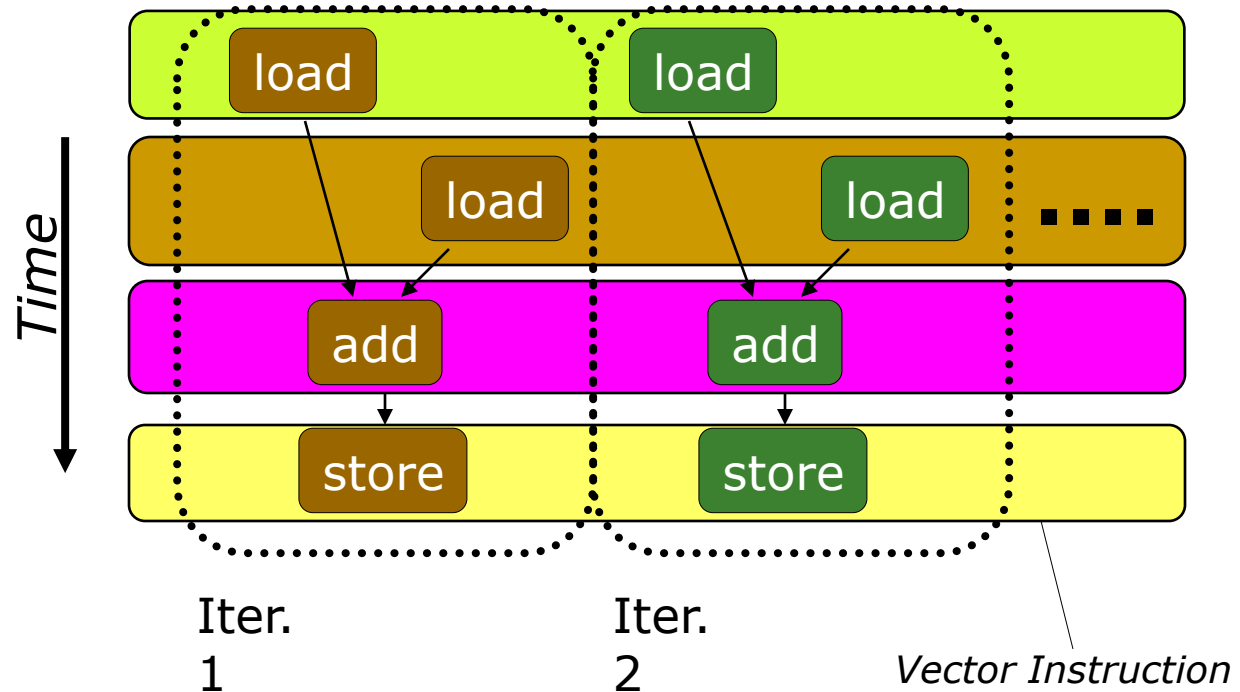 load load
load load
Time
add add
store store
Iter.
1
Iter.
2
Vector Instruction